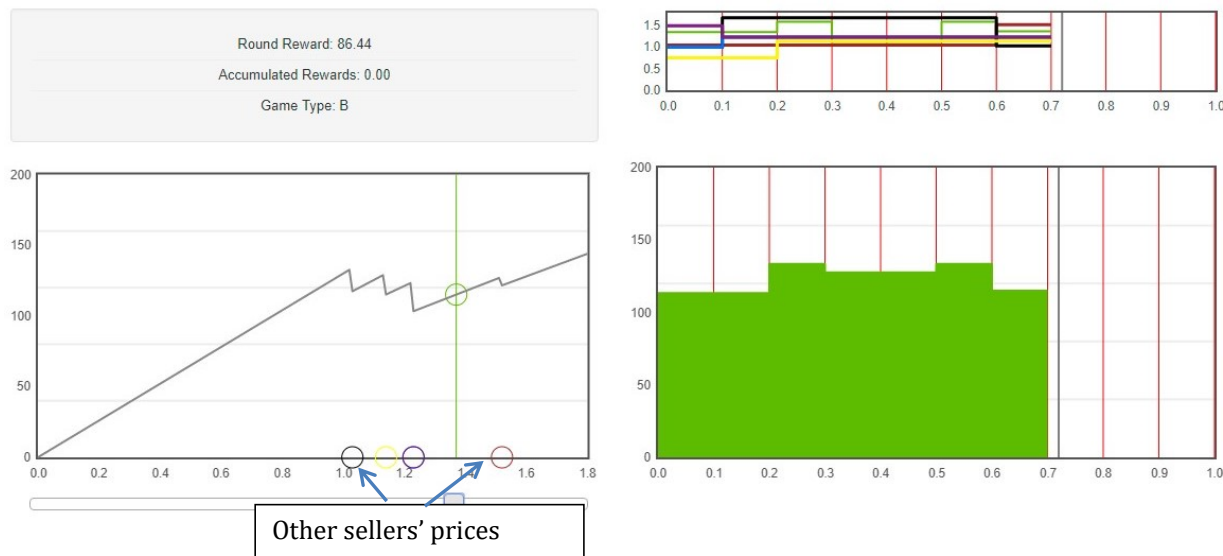 Round Reward: 86.44
Accumulated Rewards: 0.00
Game Type: B
1.5
1.0
0.5
0.0
0.0 0.1 0.2 0.3 0.4 0.5 0.6 0.7 0.8 0.9 1.0
200
150
100
50
0
0.0 0.2 0.4 0.6 0.8 1.0 1.2 1.4 1.6 1.8
200
150
100
50
0
0.0 0.1 0.2 0.3 0.4 0.5 0.6 0.7 0.8 0.9 1.0
Other sellers' prices